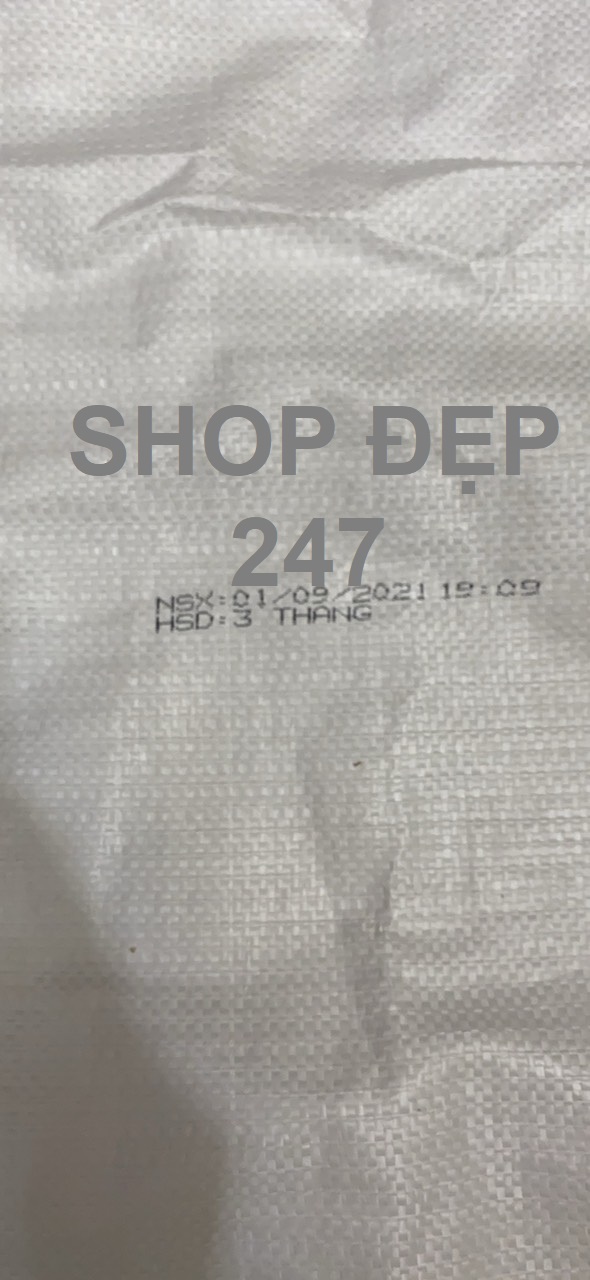 SHOP ĐẸP
247
NSX:01/09/2021 19:09
HSD:3 THANG